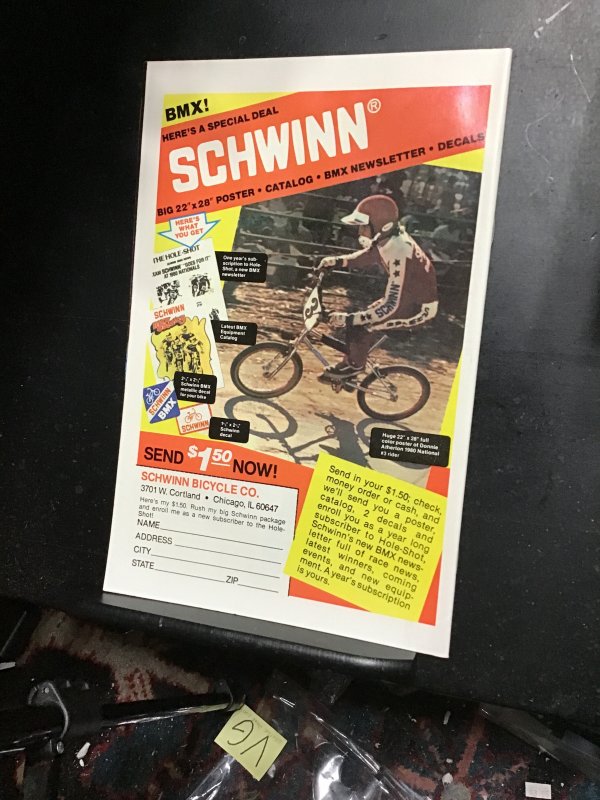 BMX!
HERE'S A SPECIAL DEAL
SCHWINN®
BIG 22"x28" POSTER • CATALOG • BMX NEWSLETTER • DECALS
HERE'S
WHAT
YOU GET
THE HOLE-SHOT
SCHWINN
One year's sub-
scription to Hole-
Shot, a new BMX
newsletter
Latest BMX
Equipment
Catalog
Schwinn BMX
metallic decal
for your bike
SCHWINN
BMX
SCHWINN
Schwinn
decal
SCHWINN
Huge 22" x 28" full
color poster of Donnie
Atherton 1980 National
#3 rider
SEND $1.50 NOW!
SCHWINN BICYCLE CO.
3701 W. Cortland • Chicago, IL 60647
Here's my $1.50. Rush my big Schwinn package
and enroll me as a new subscriber to the Hole-
Shot!
NAME
ADDRESS
CITY
STATE ZIP
Send in your $1.50, check,
money order or cash, and
we'll send you a poster,
catalog, 2 decals and
enroll you as a year long
subscriber to Hole-Shot,
Schwinn's new BMX news-
letter full of race news,
latest winners, coming
events, and new equip-
ment. A year's subscription
is yours.
VG